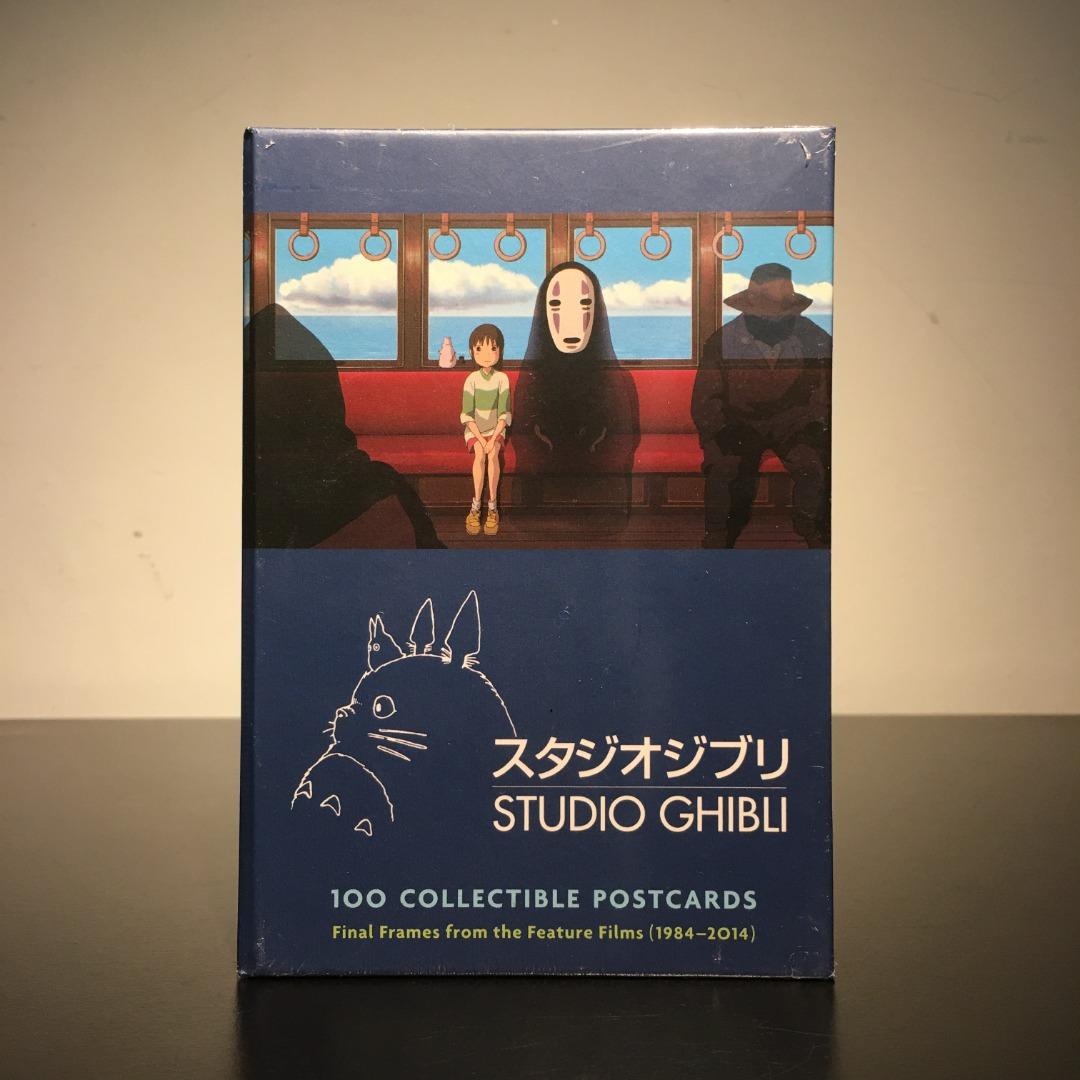 スタジオジブリ
STUDIO GHIBLI
100 COLLECTIBLE POSTCARDS
Final Frames from the Feature Films (1984–2014)